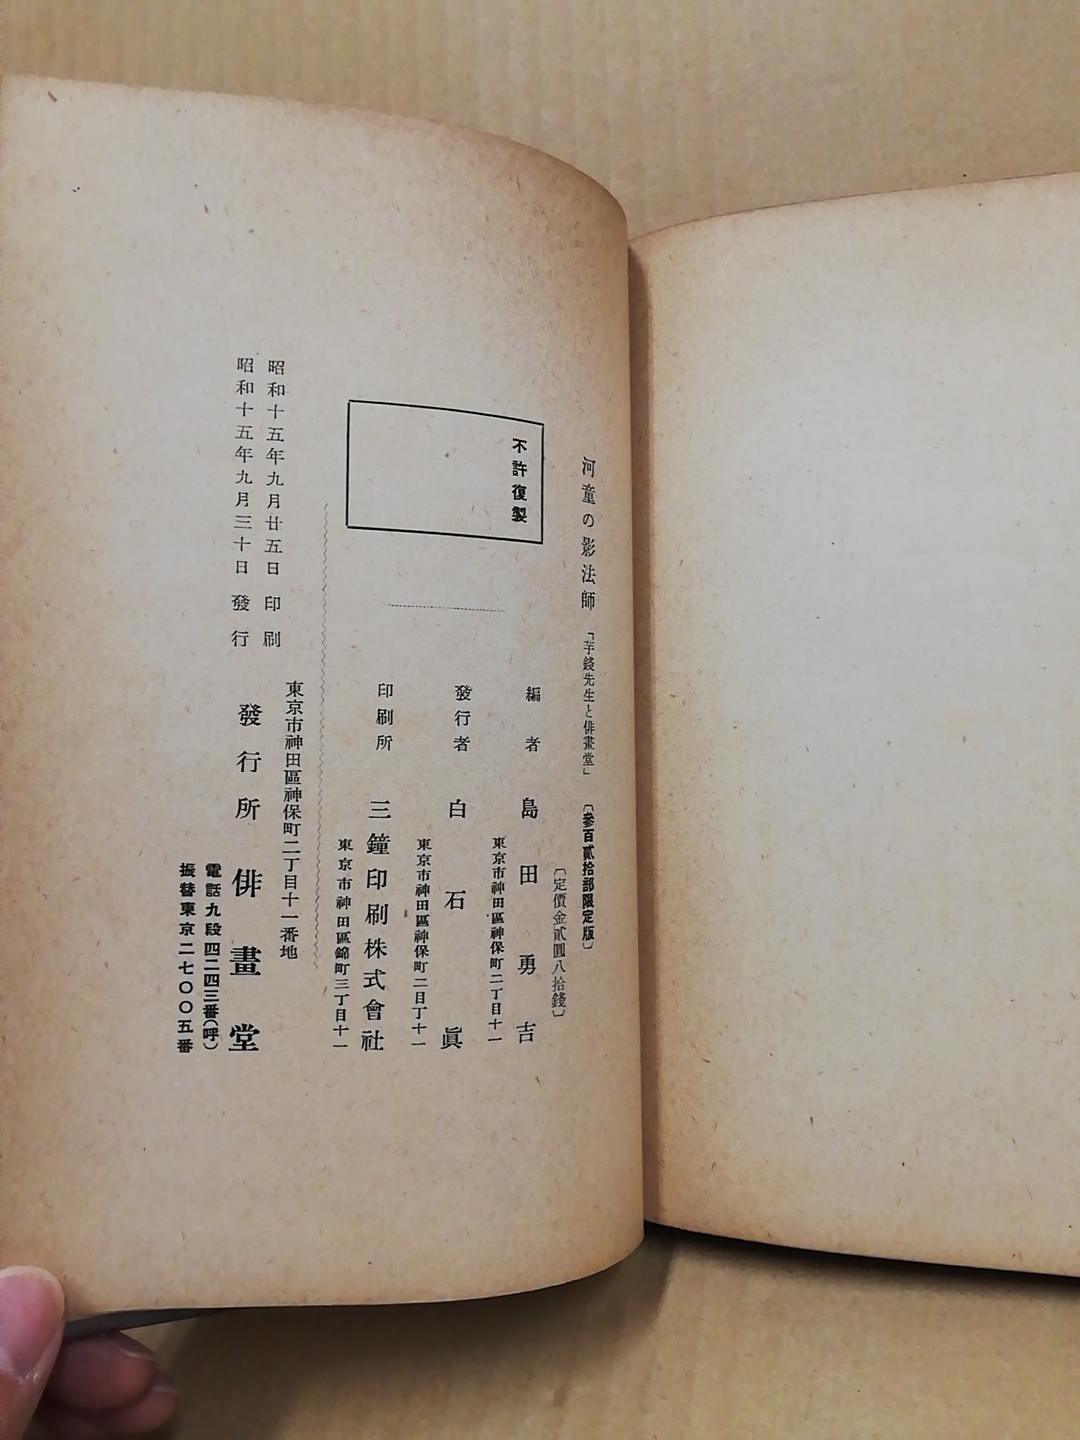 河童の影法師 「芋錢先生と俳畫堂」 〔參百貳拾部限定版〕
〔定價金貳圓八拾錢〕
不許復製
編者 島田勇吉
東京市神田區神保町二丁目十一
發行者 白石眞
東京市神田區神保町二目丁十一
印刷所 三鐘印刷株式會社
東京市神田區錦町三丁目十一
昭和十五年九月廿五日印刷
昭和十五年九月三十日發行
東京市神田區神保町二丁目十一番地
發行所 俳畫堂
電話九段四二四三番(呼)
振替東京二七〇〇五番